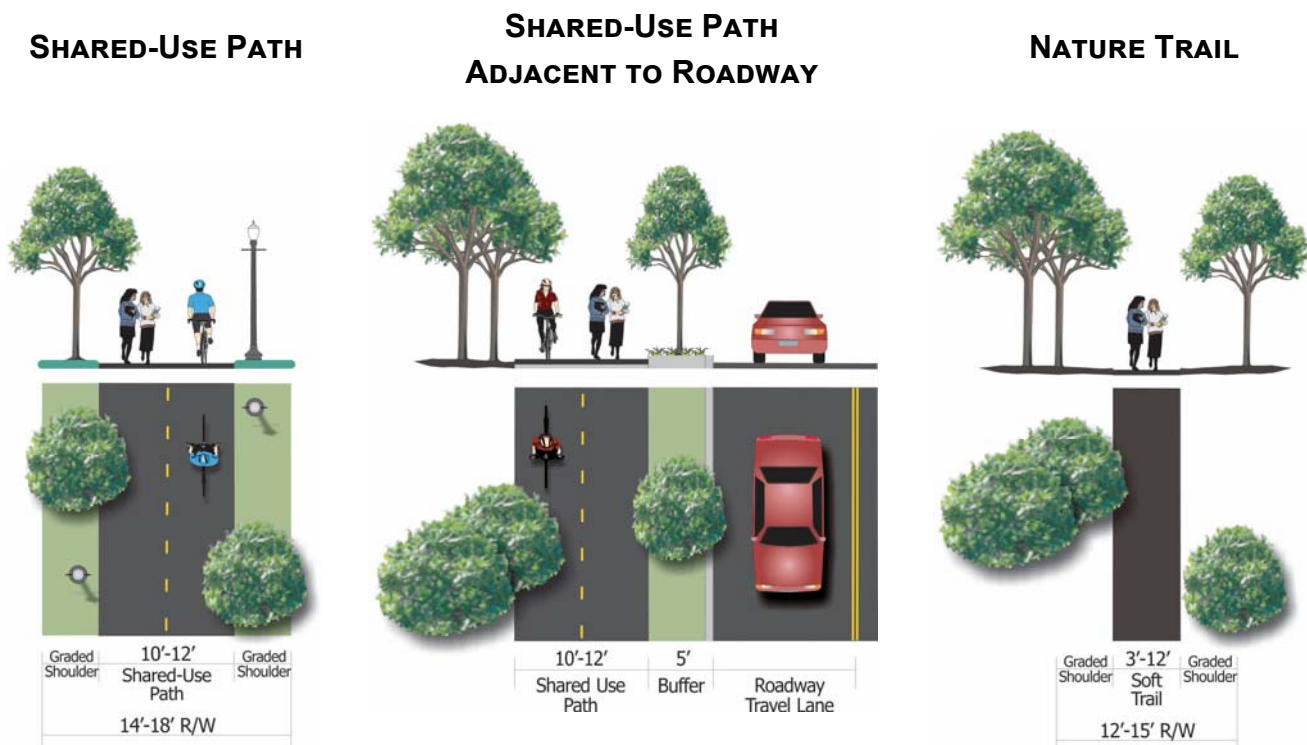 SHARED-USE PATH
SHARED-USE PATH
ADJACENT TO ROADWAY
NATURE TRAIL
Graded
Shoulder
10'-12'
Shared-Use
Path
Graded
Shoulder
14'-18' R/W
10'-12'
Shared Use
Path
5'
Buffer
Roadway
Travel Lane
Graded
Shoulder
3'-12'
Soft
Trail
Graded
Shoulder
12'-15' R/W